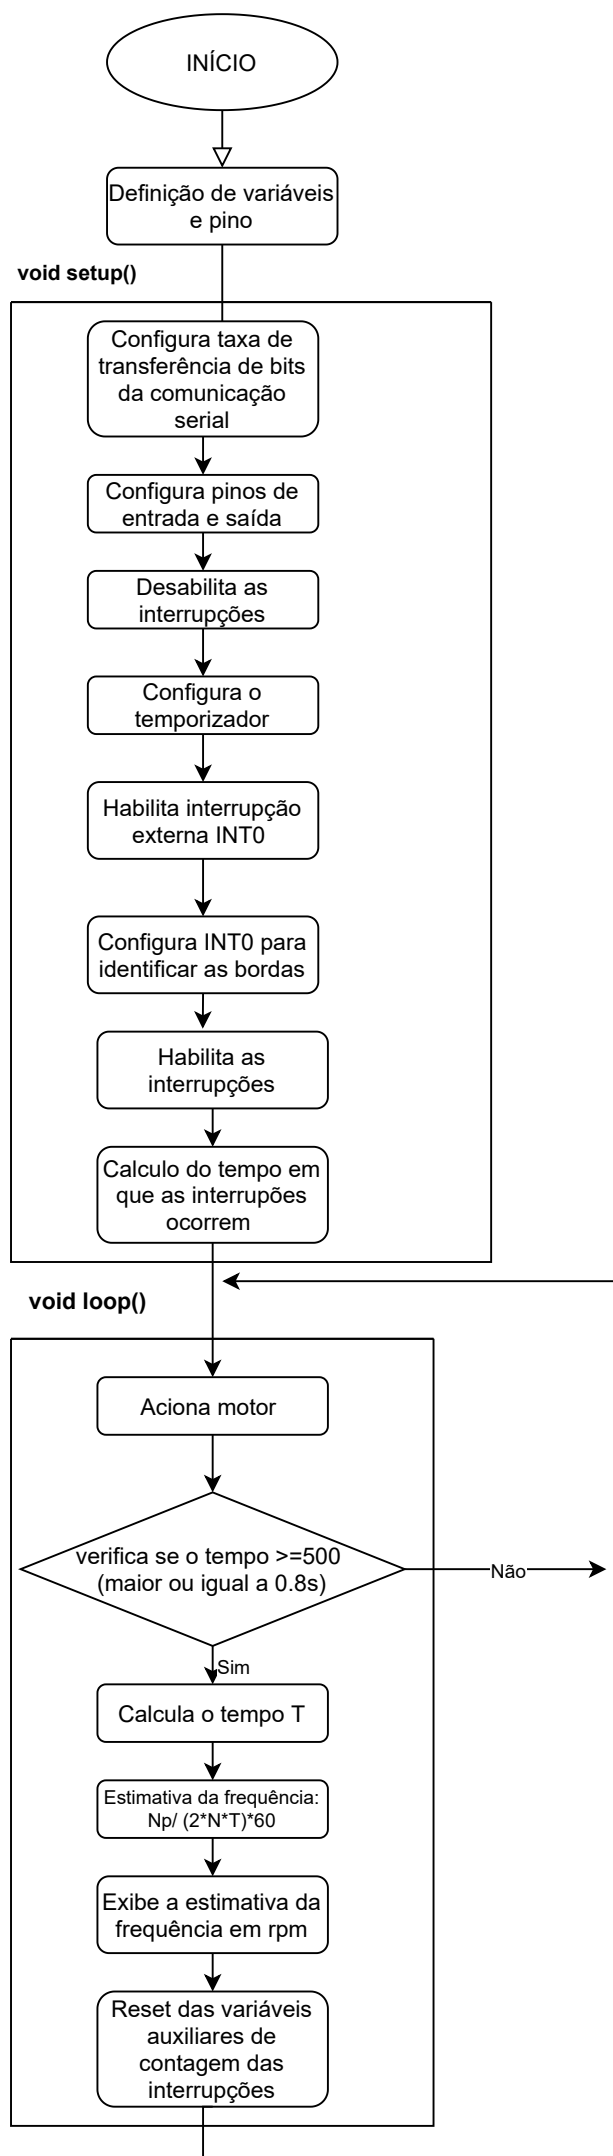 INÍCIO
Definição de variáveis
e pino
void setup()
Configura taxa de
transferência de bits
da comunicação
serial
Configura pinos de
entrada e saída
Desabilita as
interrupções
Configura o
temporizador
Habilita interrupção
externa INT0
Configura INT0 para
identificar as bordas
Habilita as
interrupções
Calculo do tempo em
que as interrupões
ocorrem
void loop()
Aciona motor
verifica se o tempo >=500
(maior ou igual a 0.8s)
Não
Sim
Calcula o tempo T
Estimativa da frequência:
Np/ (2*N*T)*60
Exibe a estimativa da
frequência em rpm
Reset das variáveis
auxiliares de
contagem das
interrupções